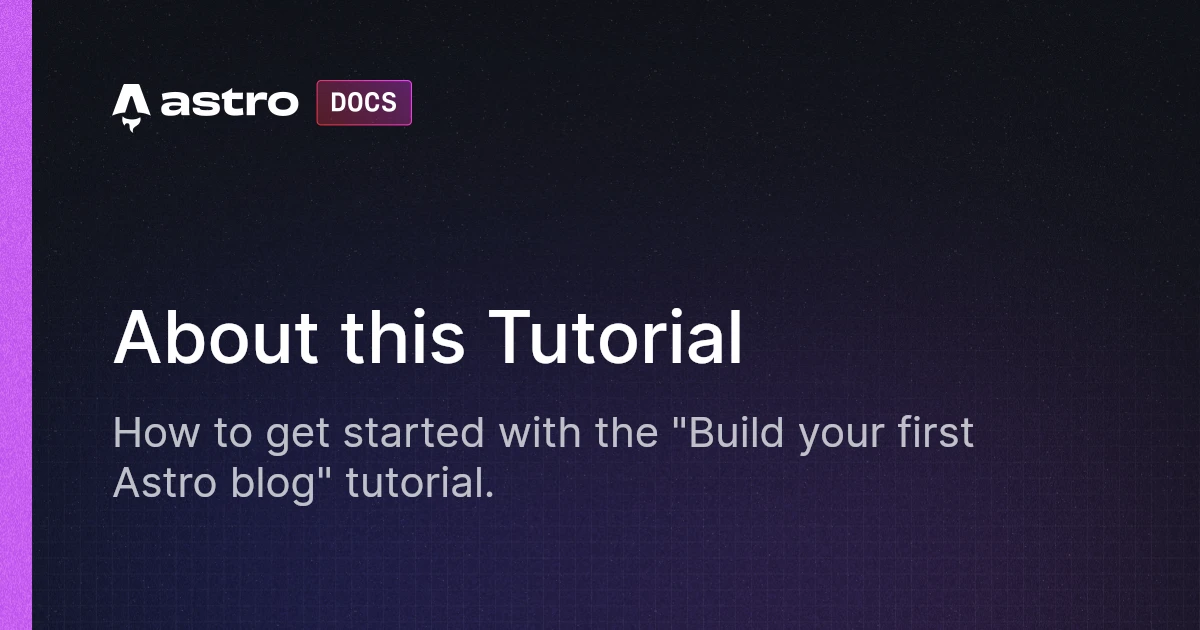 astro DOCS
About this Tutorial
How to get started with the "Build your first
Astro blog" tutorial.